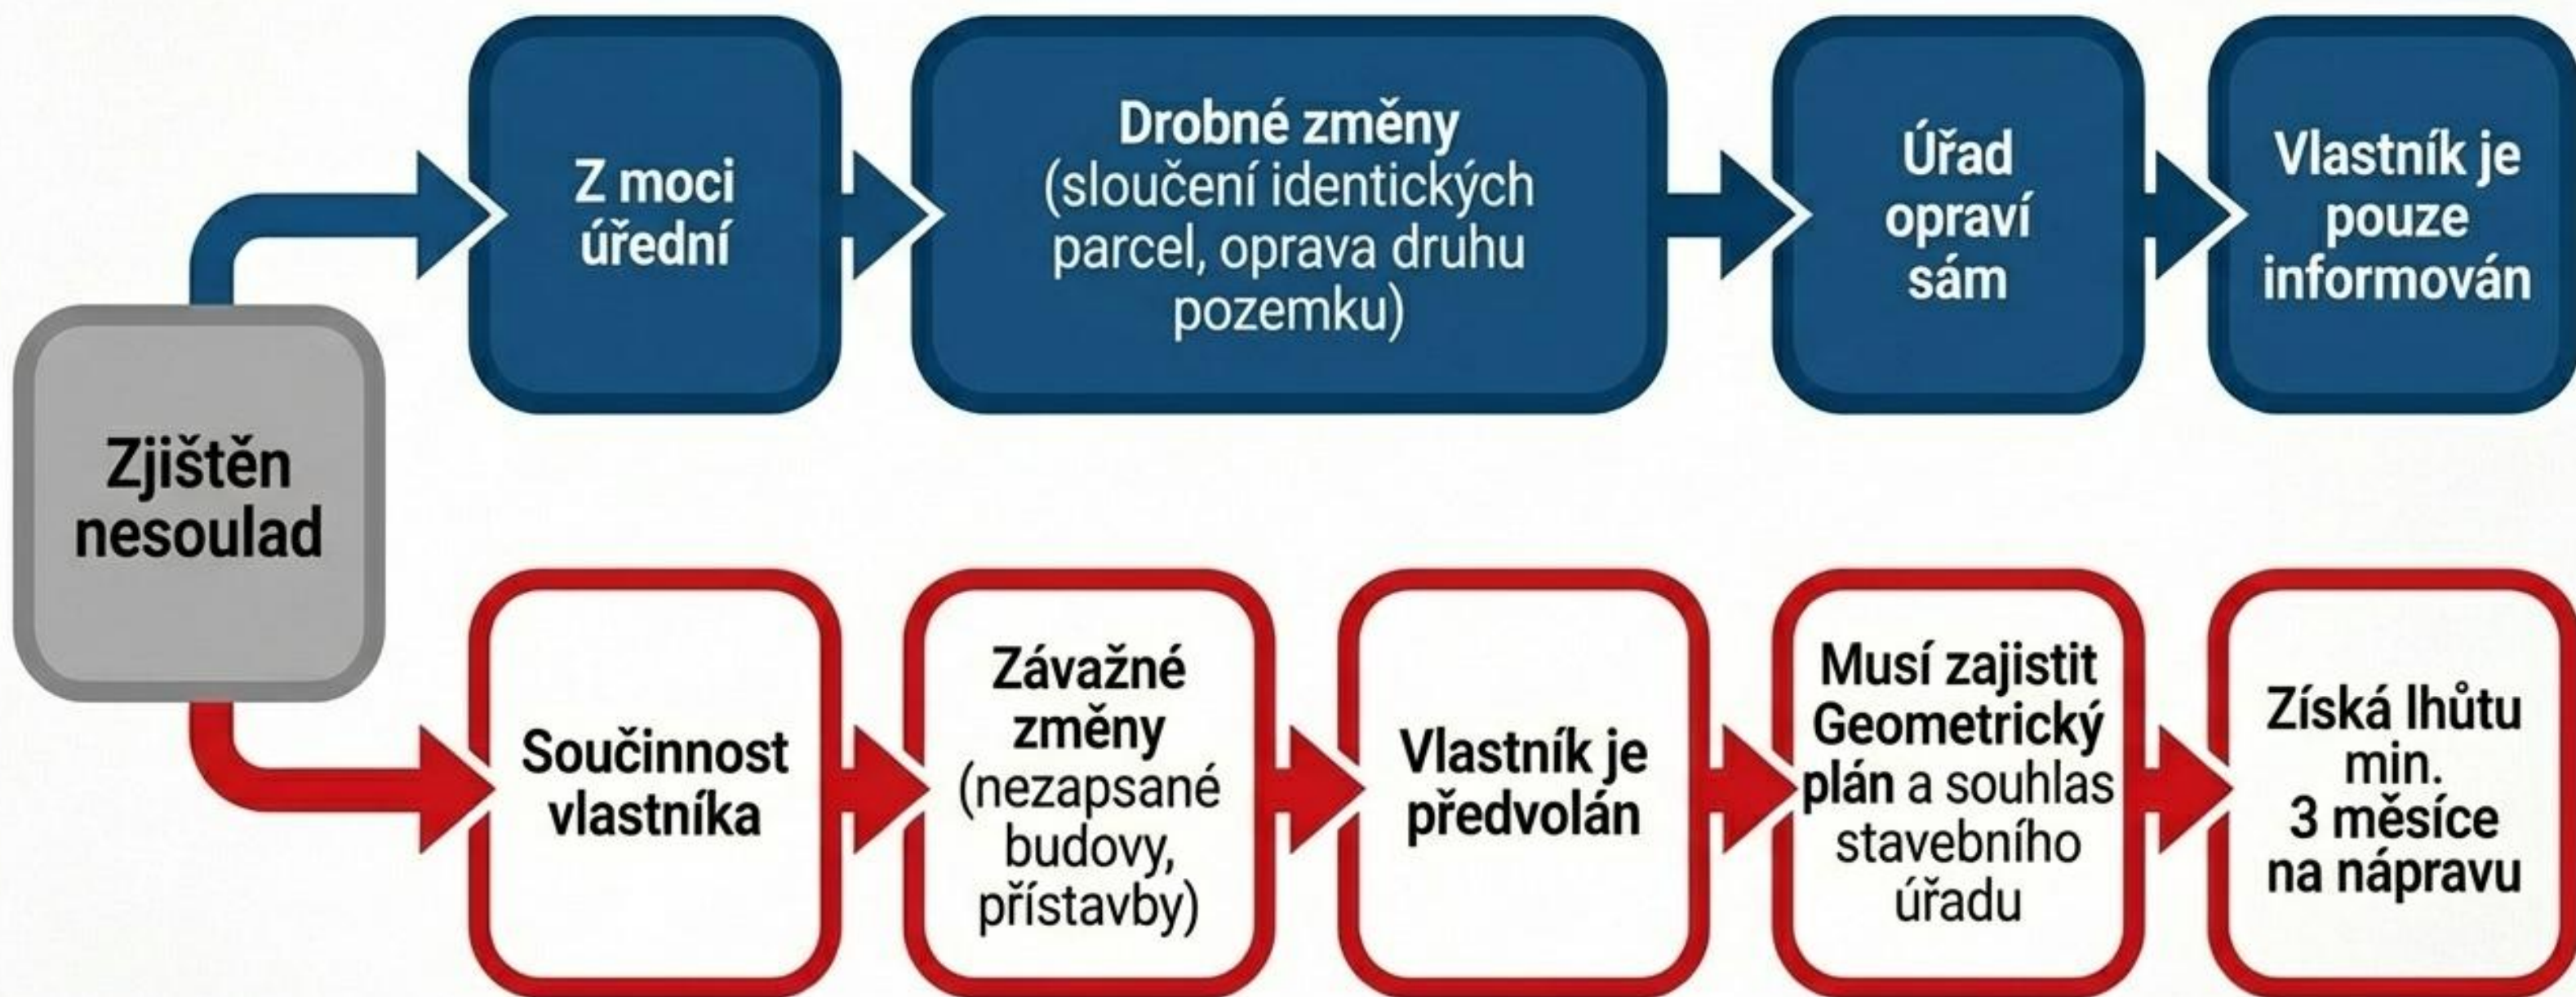 Zjištěn
nesoulad
Z moci
úřední
Drobné změny
(sloučení identických
parcel, oprava druhu
pozemku)
Úřad
opraví
sám
Vlastník je
pouze
informován
Součinnost
vlastníka
Závažné
změny
(nezapsané
budovy,
přístavby)
Vlastník je
předvolán
Musí zajistit
Geometrický
plán a souhlas
stavebního
úřadu
Získá lhůtu
min.
3 měsíce
na nápravu